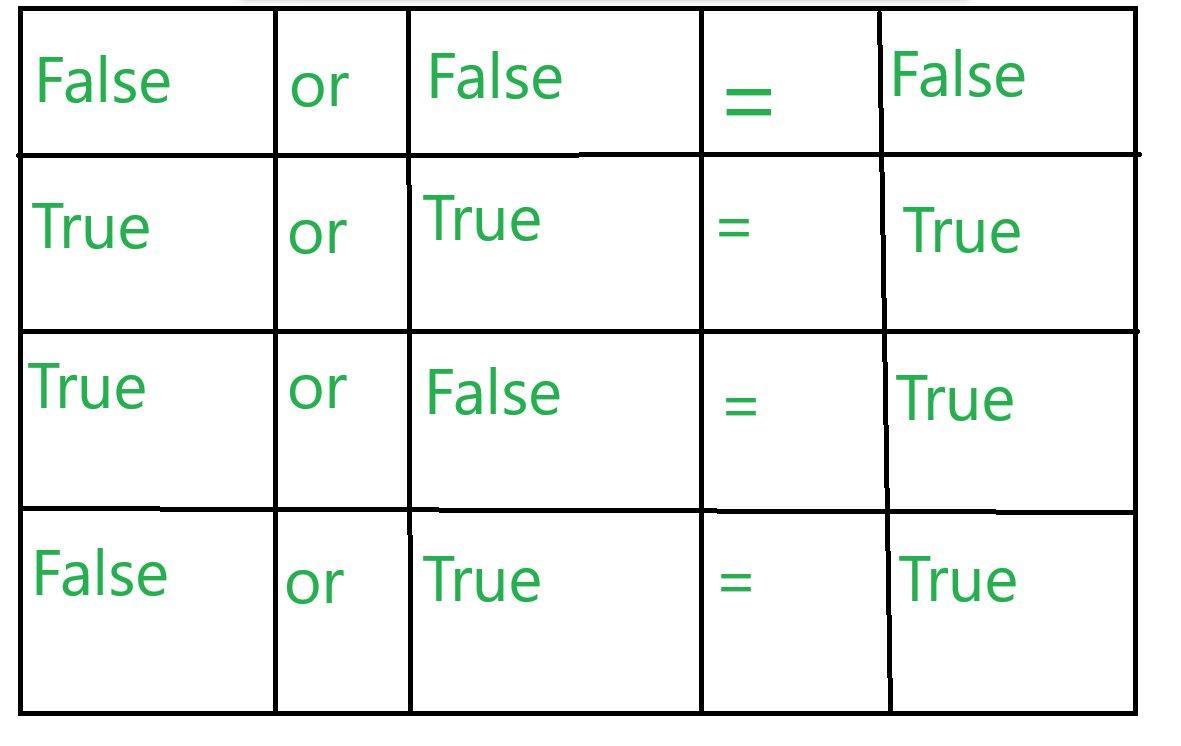 False or False = False
True or True = True
True or False = True
False or True = True